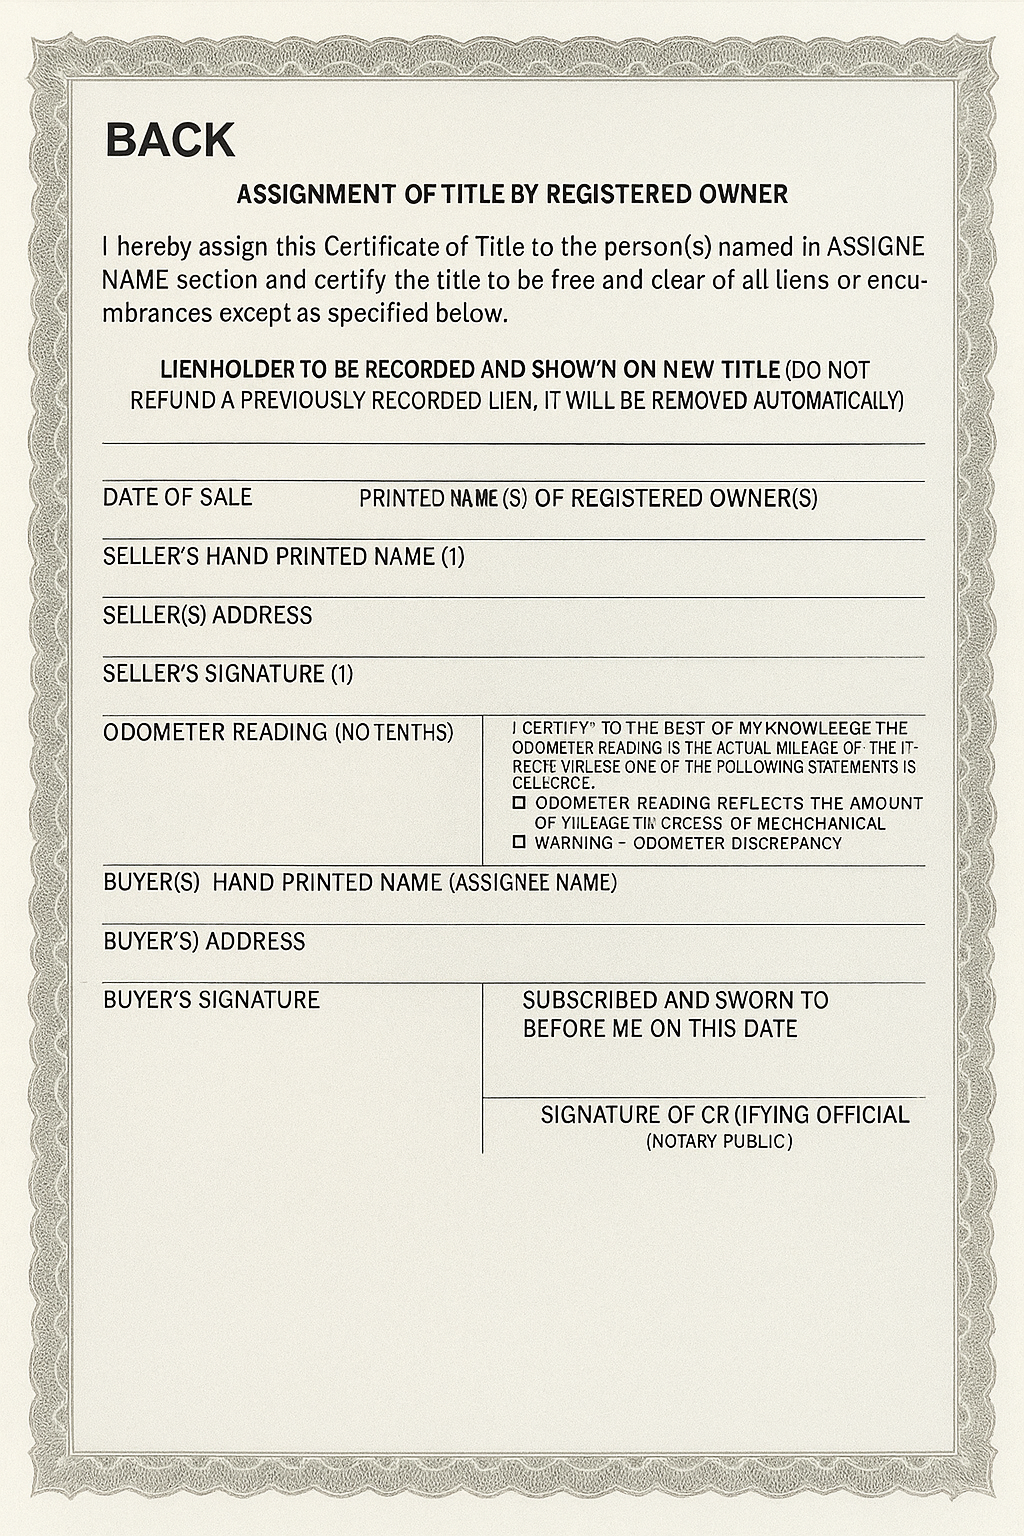 BACK
ASSIGNMENT OF TITLE BY REGISTERED OWNER
I hereby assign this Certificate of Title to the person(s) named in ASSIGNE
NAME section and certify the title to be free and clear of all liens or encu-
mbrances except as specified below.
LIENHOLDER TO BE RECORDED AND SHOW'N ON NEW TITLE (DO NOT
REFUND A PREVIOUSLY RECORDED LIEN, IT WILL BE REMOVED AUTOMATICAILY)
DATE OF SALE PRINTED NAME (S) OF REGISTERED OWNER(S)
SELLER'S HAND PRINTED NAME (1)
SELLER(S) ADDRESS
SELLER'S SIGNATURE (1)
ODOMETER READING (NO TENTHS)
I CERTIFY" TO THE BEST OF MY KNOWLEEGE THE
ODOMETER READING IS THE ACTUAL MILEAGE OF THE IT-
VIRLESE ONE OF THE POLLOWING STATEMENTS IS
☐ ODOMETER READING REFLECTS THE AMOUNT
OF CRCESS OF MECHCHANICAL
☐ WARNING – ODOMETER DISCREPANCY
BUYER(S) HAND PRINTED NAME (ASSIGNEE NAME)
BUYER'S) ADDRESS
BUYER'S SIGNATURE
SUBSCRIBED AND SWORN TO
BEFORE ME ON THIS DATE
SIGNATURE OF CR (IFYING OFFICIAL
(NOTARY PUBLIC)